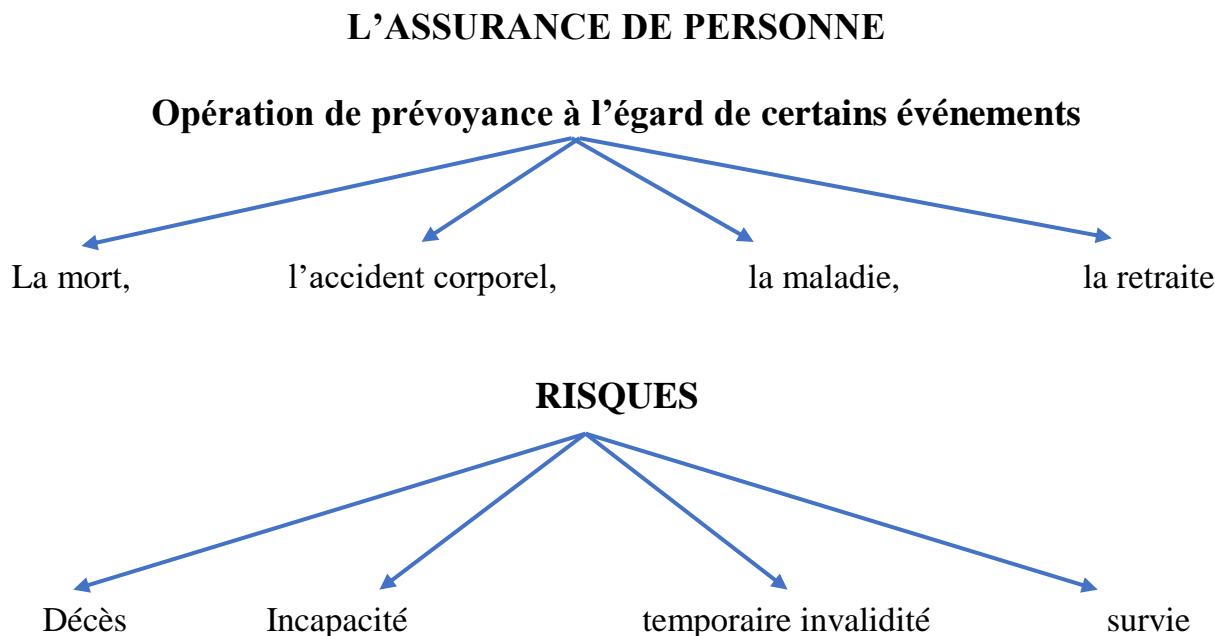 L’ASSURANCE DE PERSONNE
Opération de prévoyance à l’égard de certains événements
La mort, l’accident corporel, la maladie, la retraite
RISQUES
Décès Incapacité temporaire invalidité survie